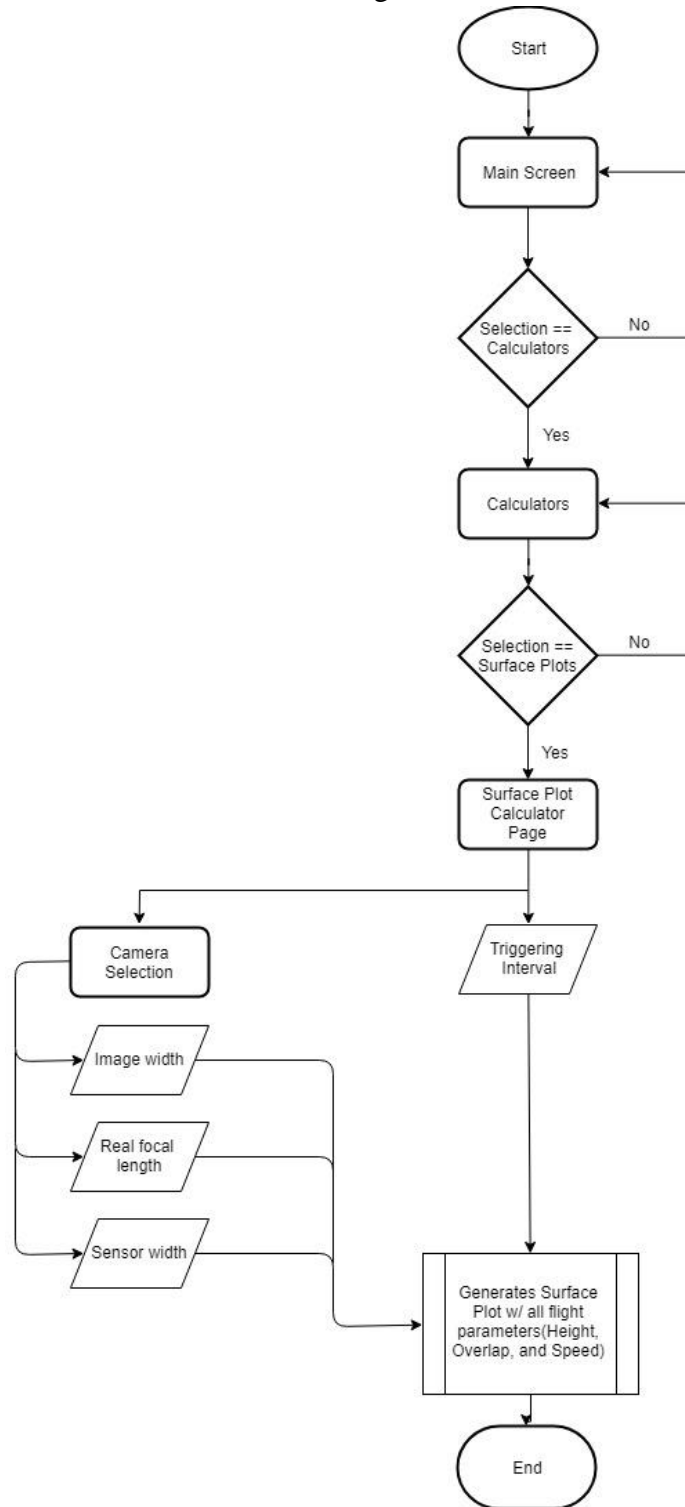 Start
Main Screen
Selection ==
Calculators
No
Yes
Calculators
Selection ==
Surface Plots
No
Yes
Surface Plot
Calculator
Page
Camera
Selection
Triggering
Interval
Image width
Real focal
length
Sensor width
Generates Surface
Plot w/ all flight
parameters(Height,
Overlap, and Speed)
End